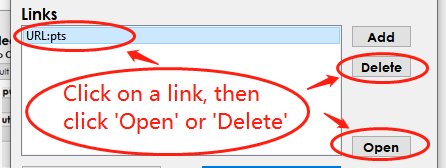 Links
URL:pts
Add
Delete
Click on a link, then
click 'Open' or 'Delete'
Open